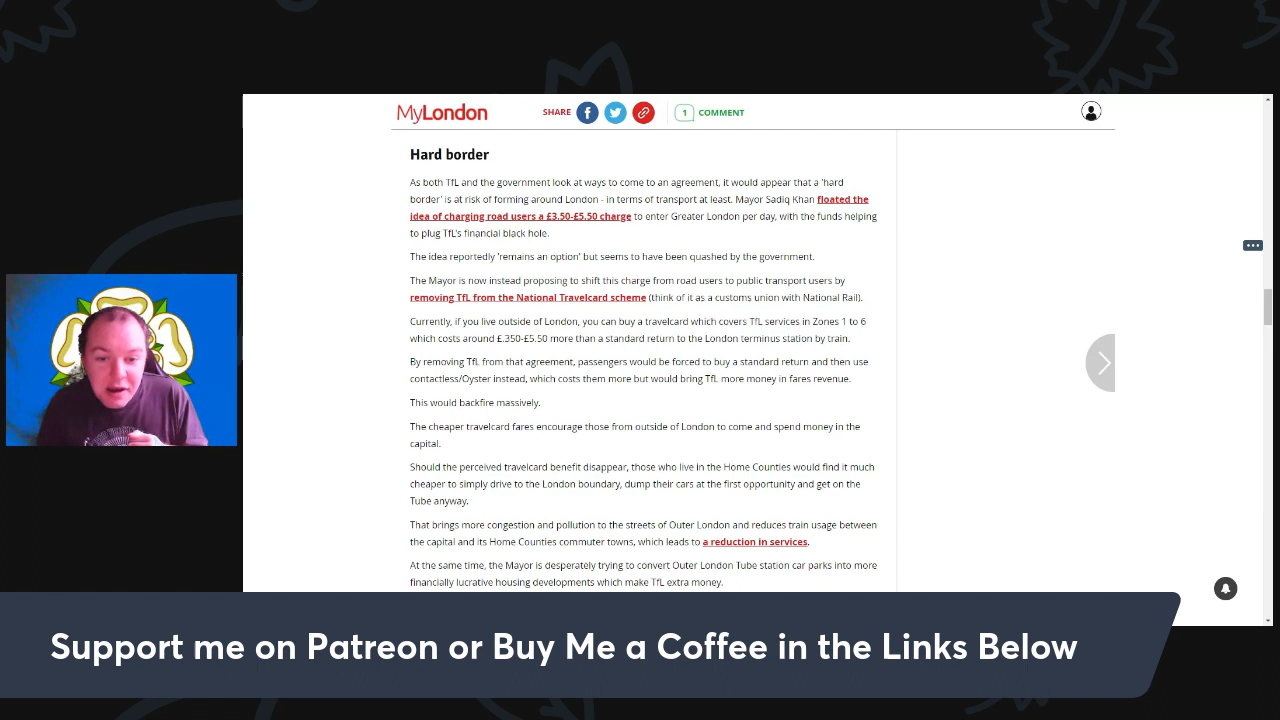 MyLondon
SHARE
1 COMMENT
Hard border
As both TfL and the government look at ways to come to an agreement, it would appear that a 'hard
border' is at risk of forming around London - in terms of transport at least. Mayor Sadiq Khan floated the
idea of charging road users a £3.50-£5.50 charge to enter Greater London per day, with the funds helping
to plug TfL's financial black hole.
The idea reportedly 'remains an option' but seems to have been quashed by the government.
The Mayor is now instead proposing to shift this charge from road users to public transport users by
removing TfL from the National Travelcard scheme (think of it as a customs union with National Rail).
Currently, if you live outside of London, you can buy a travelcard which covers TfL services in Zones 1 to 6
which costs around £.350-£5.50 more than a standard return to the London terminus station by train.
By removing TfL from that agreement, passengers would be forced to buy a standard return and then use
contactless/Oyster instead, which costs them more but would bring TfL more money in fares revenue.
This would backfire massively.
The cheaper travelcard fares encourage those from outside of London to come and spend money in the
capital.
Should the perceived travelcard benefit disappear, those who live in the Home Counties would find it much
cheaper to simply drive to the London boundary, dump their cars at the first opportunity and get on the
Tube anyway.
That brings more congestion and pollution to the streets of Outer London and reduces train usage between
the capital and its Home Counties commuter towns, which leads to a reduction in services.
At the same time, the Mayor is desperately trying to convert Outer London Tube station car parks into more
financially lucrative housing developments which make TfL extra money.
Support me on Patreon or Buy Me a Coffee in the Links Below